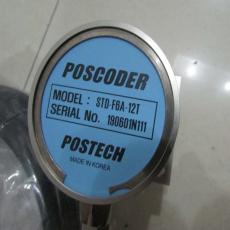 POSCODER
MODEL: STD-F6A-12T
SERIAL No. 190601N111
POSTECH
MADE IN KOREA